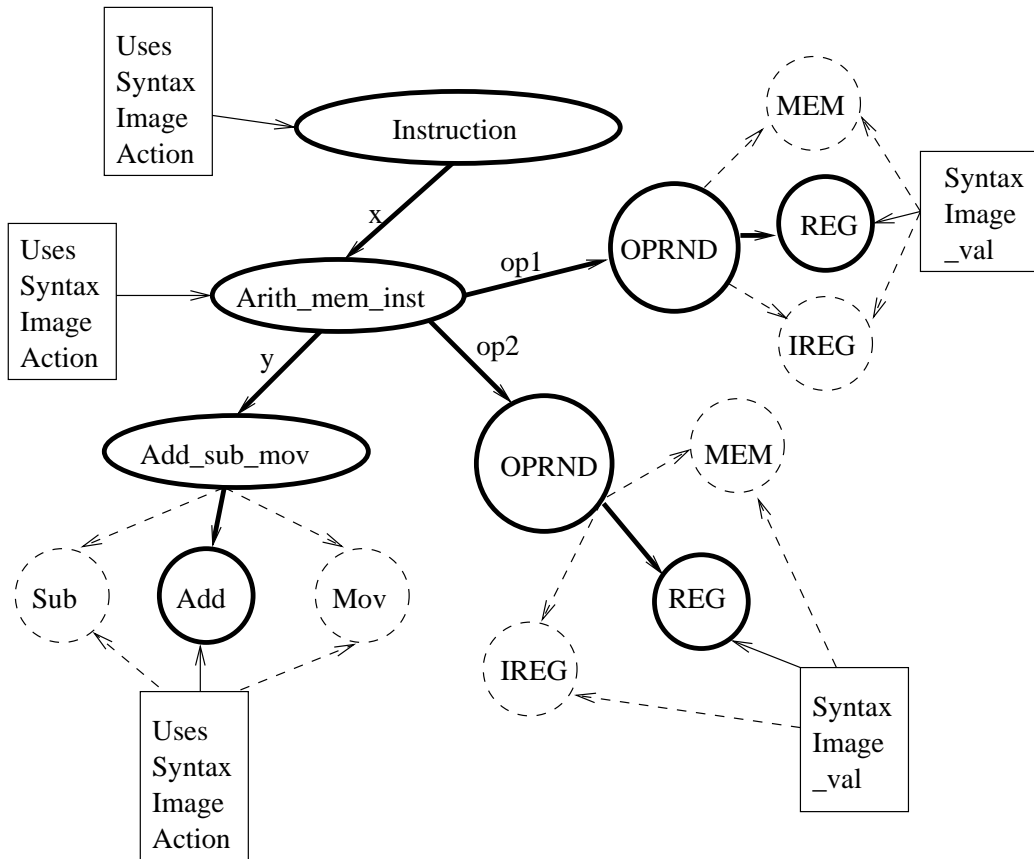 Uses
Syntax
Image
Action
Instruction
MEM
x
Syntax
Image
_val
REG
OPRND
Uses
Syntax
Image
Action
op1
Arith_mem_inst
IREG
y
op2
Add_sub_mov
OPRND
MEM
Sub
Add
Mov
REG
IREG
Uses
Syntax
Image
Action
Syntax
Image
_val